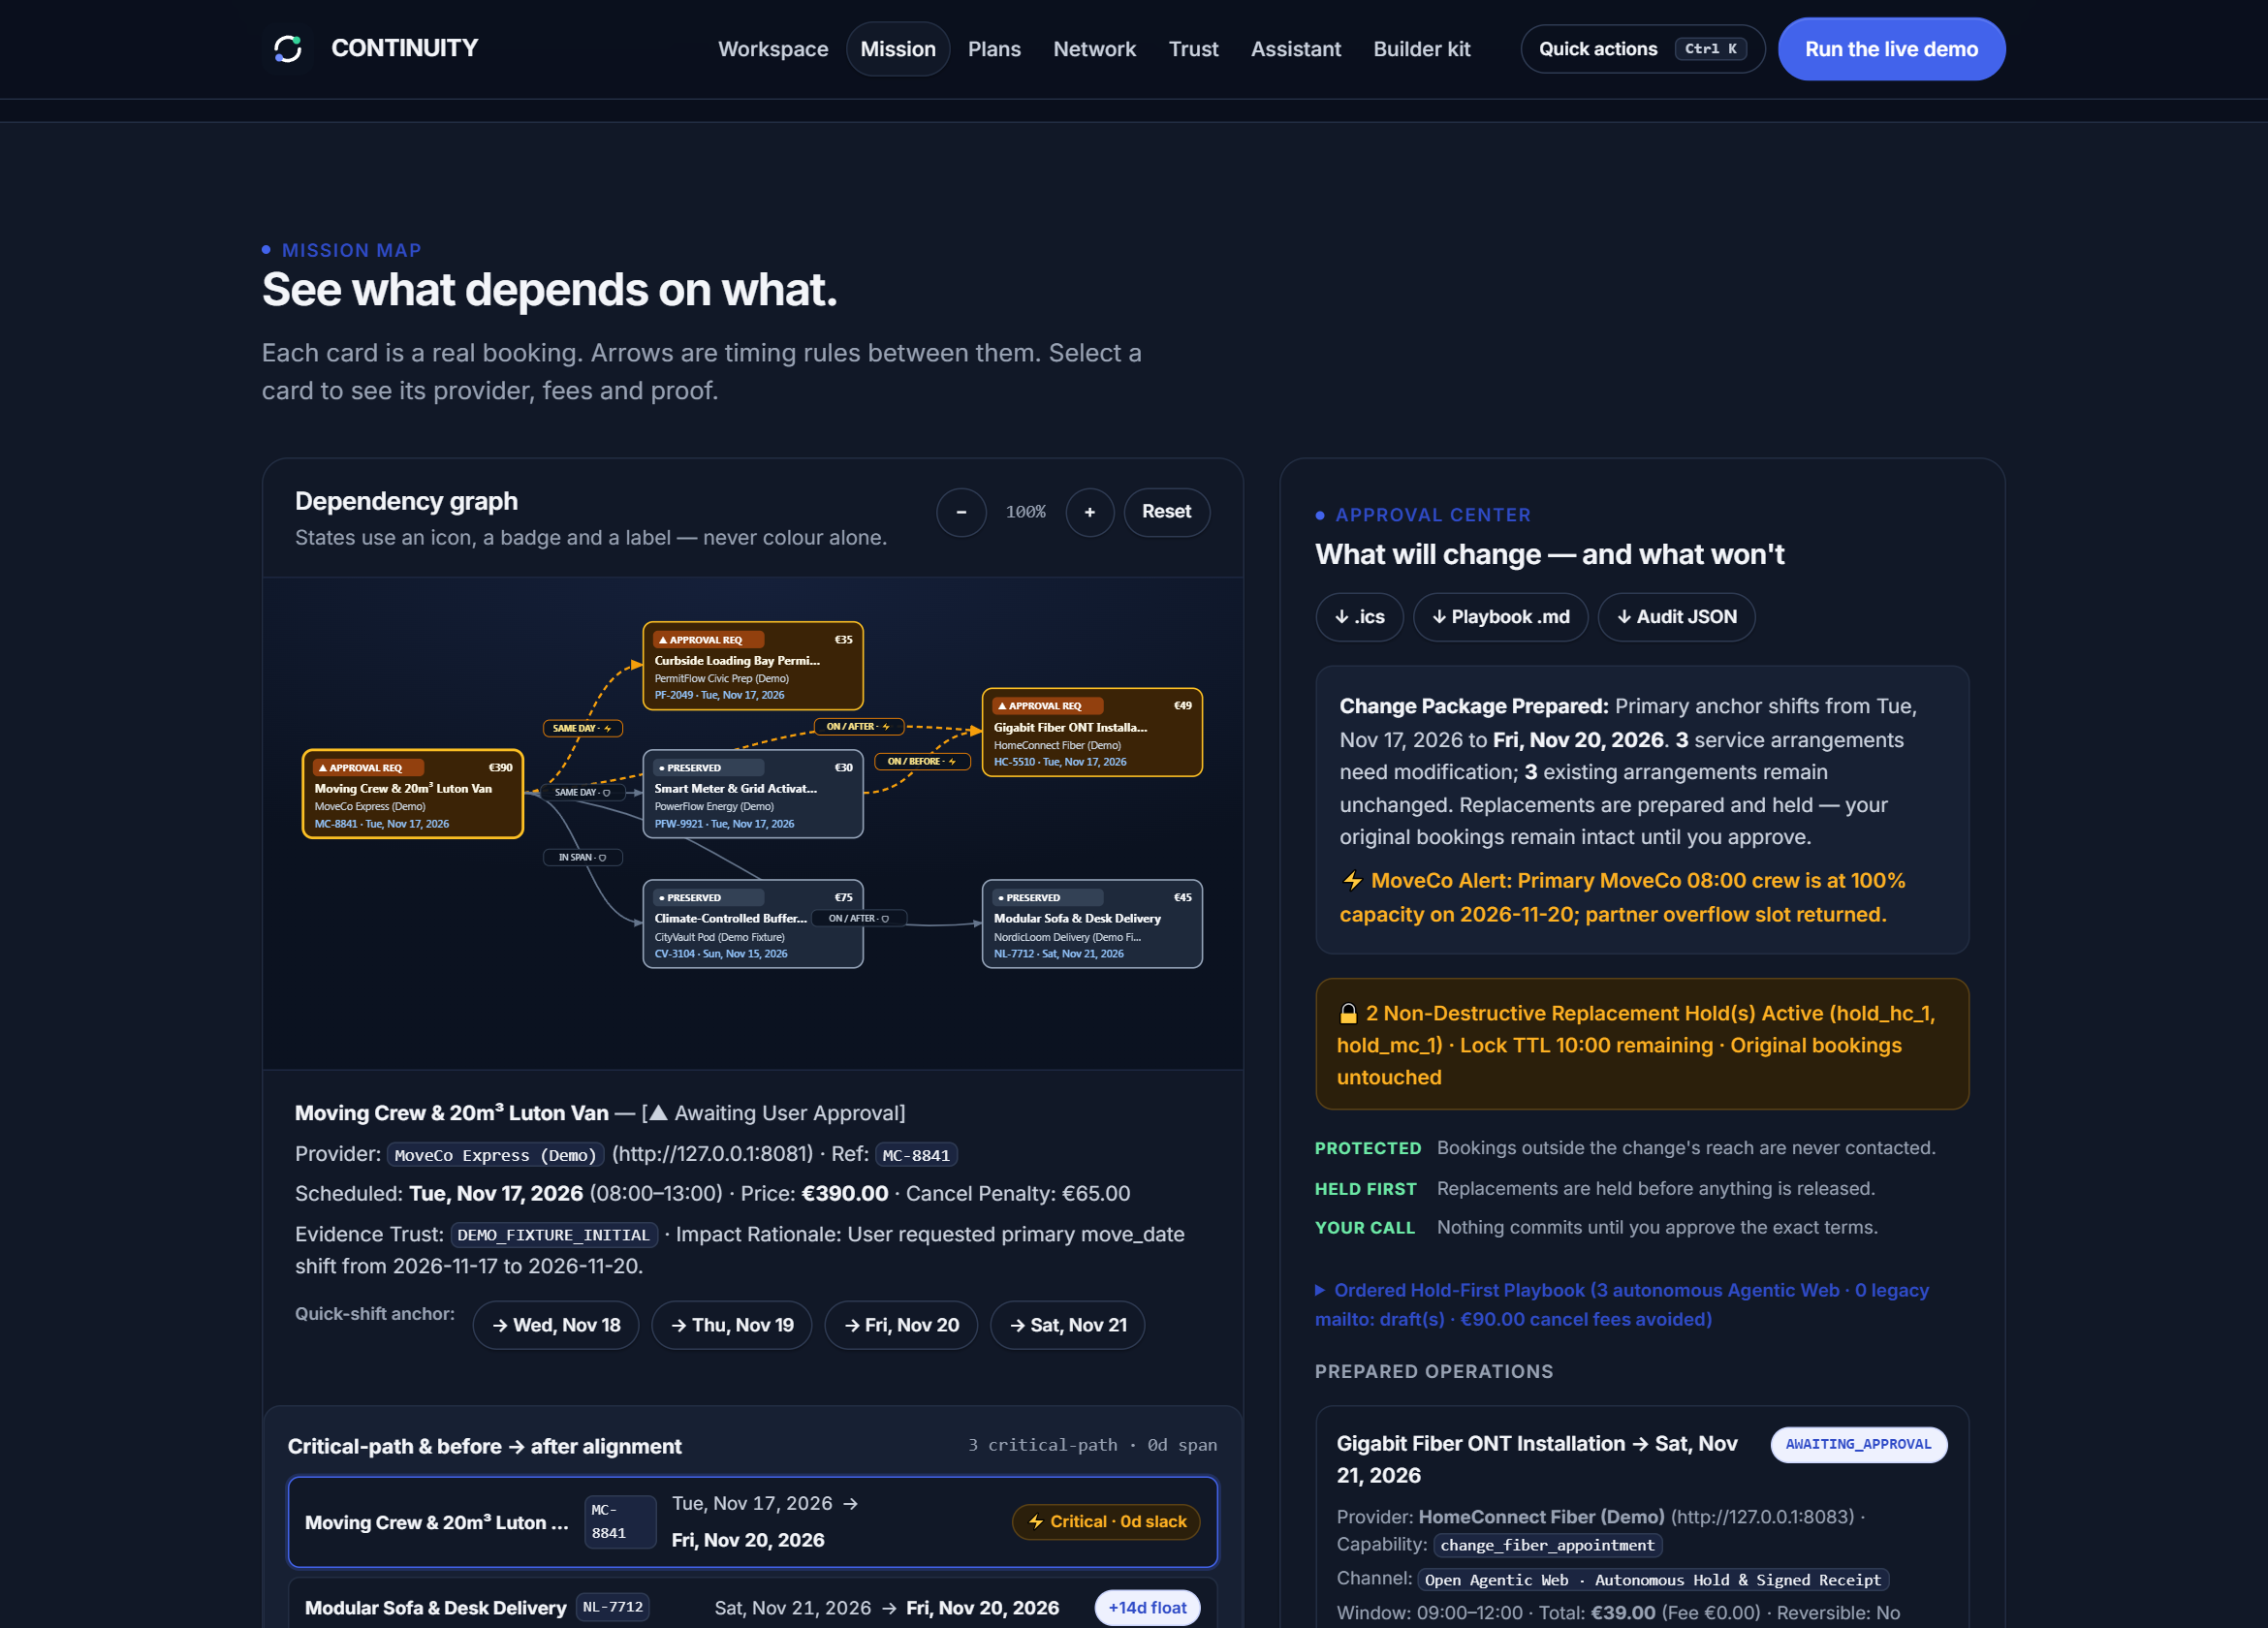 CONTINUITY
Workspace
Mission
Plans
Network
Trust
Assistant
Builder kit
Quick actions Ctrl K
Run the live demo
MISSION MAP
See what depends on what.
Each card is a real booking. Arrows are timing rules between them. Select a
card to see its provider, fees and proof.
Dependency graph
States use an icon, a badge and a label — never colour alone.
−
100%
+
Reset
▲ APPROVAL REQ €35
Curbside Loading Bay Permi...
PermitFlow Civic Prep (Demo)
PF-2049 · Tue, Nov 17, 2026
SAME DAY · ⚡
ON / AFTER · ⚡
▲ APPROVAL REQ €49
Gigabit Fiber ONT Installa...
HomeConnect Fiber (Demo)
HC-5510 · Tue, Nov 17, 2026
ON / BEFORE · ⚡
▲ APPROVAL REQ €390
Moving Crew & 20m³ Luton Van
MoveCo Express (Demo)
MC-8841 · Tue, Nov 17, 2026
SAME DAY · 🛡
● PRESERVED €30
Smart Meter & Grid Activat...
PowerFlow Energy (Demo)
PFW-9921 · Tue, Nov 17, 2026
IN SPAN · 🛡
● PRESERVED €75
Climate-Controlled Buffer...
CityVault Pod (Demo Fixture)
CV-3104 · Sun, Nov 15, 2026
ON / AFTER · 🛡
● PRESERVED €45
Modular Sofa & Desk Delivery
NordicLoom Delivery (Demo Fi...
NL-7712 · Sat, Nov 21, 2026
Moving Crew & 20m³ Luton Van — [▲ Awaiting User Approval]
Provider: MoveCo Express (Demo) (http://127.0.0.1:8081) · Ref: MC-8841
Scheduled: Tue, Nov 17, 2026 (08:00–13:00) · Price: €390.00 · Cancel Penalty: €65.00
Evidence Trust: DEMO_FIXTURE_INITIAL · Impact Rationale: User requested primary move_date
shift from 2026-11-17 to 2026-11-20.
Quick-shift anchor:
→ Wed, Nov 18
→ Thu, Nov 19
→ Fri, Nov 20
→ Sat, Nov 21
Critical-path & before → after alignment
3 critical-path · 0d span
Moving Crew & 20m³ Luton ...
MC-
8841
Tue, Nov 17, 2026 →
Fri, Nov 20, 2026
⚡ Critical · 0d slack
Modular Sofa & Desk Delivery NL-7712 Sat, Nov 21, 2026 → Fri, Nov 20, 2026 +14d float
APPROVAL CENTER
What will change — and what won't
↓ .ics
↓ Playbook .md
↓ Audit JSON
Change Package Prepared: Primary anchor shifts from Tue,
Nov 17, 2026 to Fri, Nov 20, 2026. 3 service arrangements
need modification; 3 existing arrangements remain
unchanged. Replacements are prepared and held — your
original bookings remain intact until you approve.
⚡ MoveCo Alert: Primary MoveCo 08:00 crew is at 100%
capacity on 2026-11-20; partner overflow slot returned.
🔒 2 Non-Destructive Replacement Hold(s) Active (hold_hc_1,
hold_mc_1) · Lock TTL 10:00 remaining · Original bookings
untouched
PROTECTED Bookings outside the change's reach are never contacted.
HELD FIRST Replacements are held before anything is released.
YOUR CALL Nothing commits until you approve the exact terms.
▶ Ordered Hold-First Playbook (3 autonomous Agentic Web · 0 legacy
mailto: draft(s) · €90.00 cancel fees avoided)
PREPARED OPERATIONS
Gigabit Fiber ONT Installation → Sat, Nov
21, 2026
AWAITING_APPROVAL
Provider: HomeConnect Fiber (Demo) (http://127.0.0.1:8083) ·
Capability: change_fiber_appointment
Channel: Open Agentic Web · Autonomous Hold & Signed Receipt
Window: 09:00–12:00 · Total: €39.00 (Fee €0.00) · Reversible: No